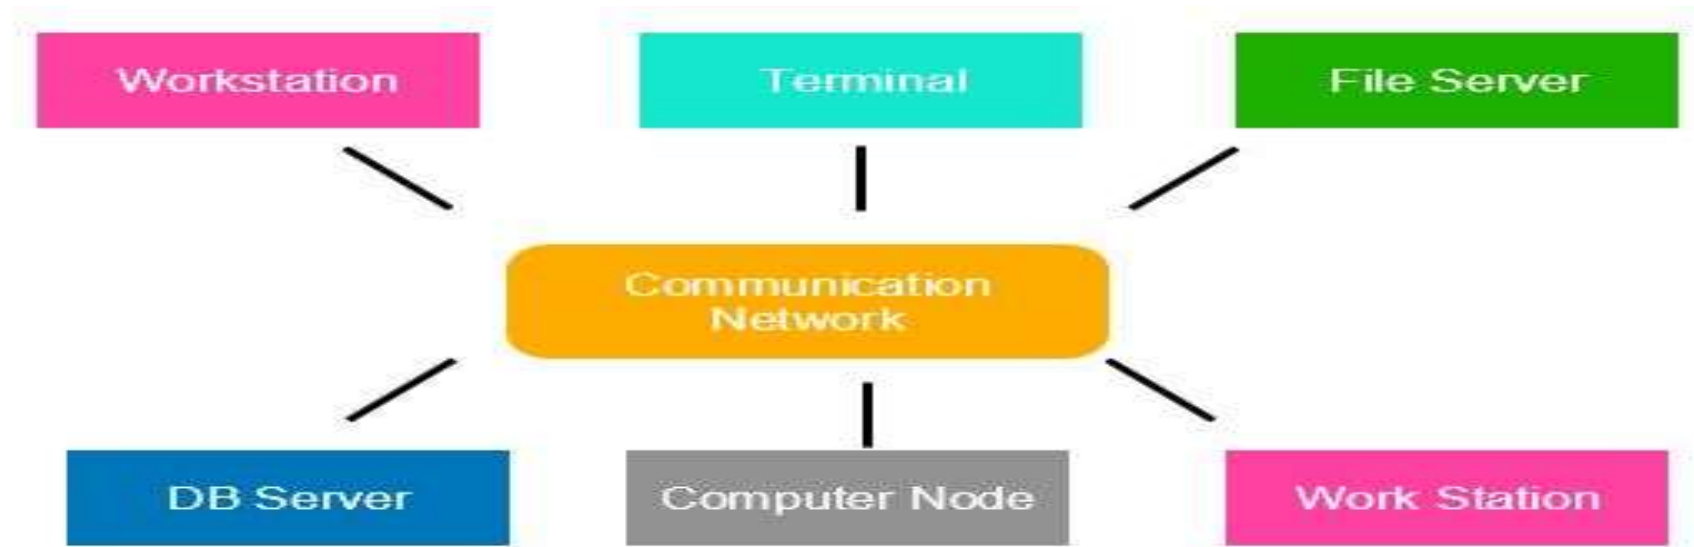 Workstation
Terminal
File Server
Communication
Network
DB Server
Computer Node
Work Station